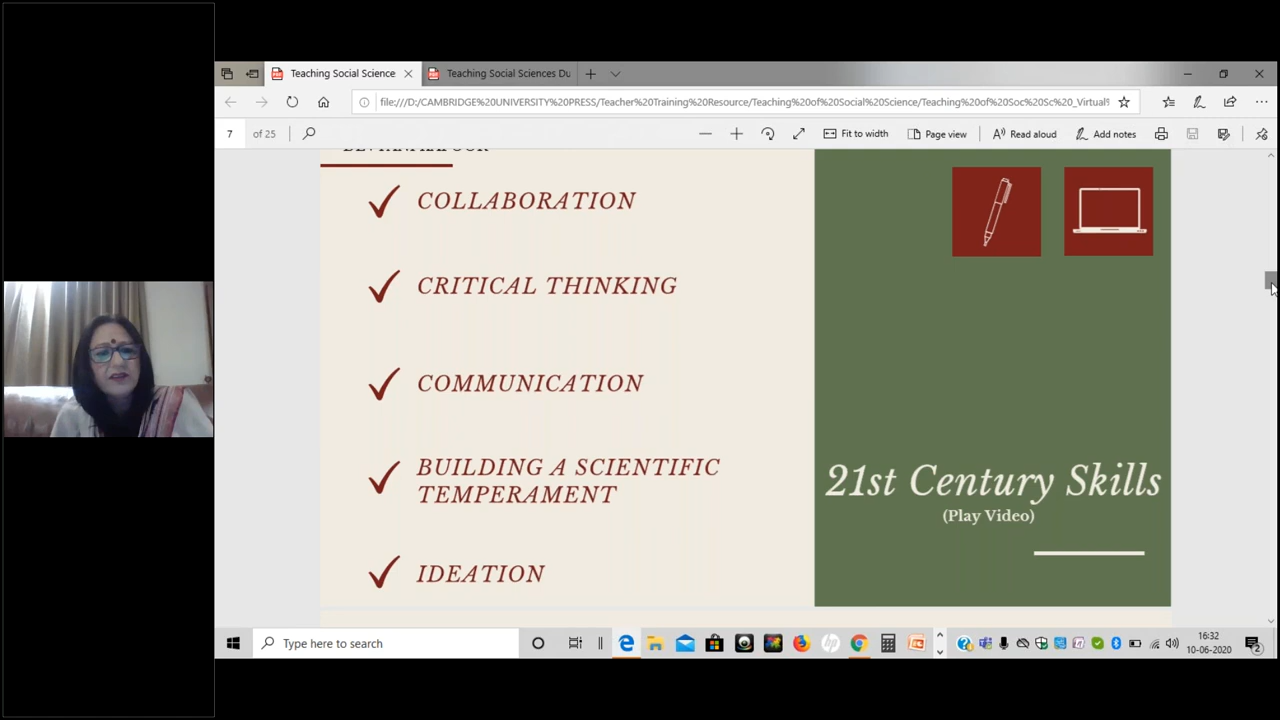 Teaching Social Science
Teaching Social Sciences Du
file:///D:/CAMBRIDGE%20UNIVERSITY%20PRESS/Teacher%20Training%20Resource/Teaching%20of%20Social%20Science/Teaching%20of%20Soc%20Sc%20_Virtual%
7 of 25
Fit to width
Page view
Read aloud
Add notes
COLLABORATION
CRITICAL THINKING
COMMUNICATION
BUILDING A SCIENTIFIC
TEMPERAMENT
IDEATION
21st Century Skills
(Play Video)
Type here to search
hp
16:32
10-06-2020
2